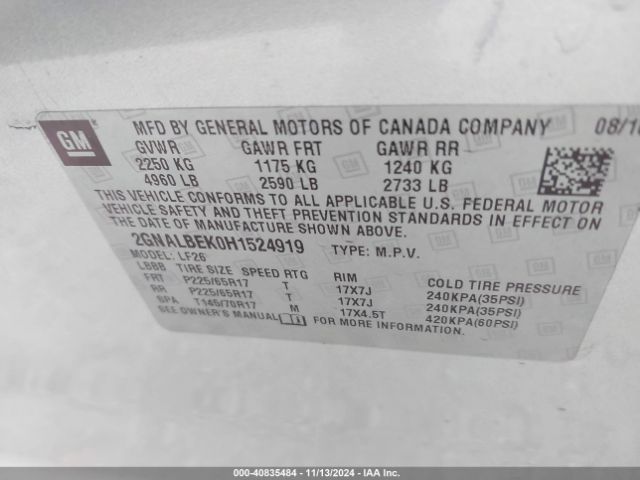 GM
MFD BY GENERAL MOTORS OF CANADA COMPANY 08/16
GVWR GAWR FRT GAWR RR
2250 KG 1175 KG 1240 KG
4960 LB 2590 LB 2733 LB
THIS VEHICLE CONFORMS TO ALL APPLICABLE U.S. FEDERAL MOTOR
VEHICLE SAFETY AND THEFT PREVENTION STANDARDS IN EFFECT ON
THE DATE OF MANUFACTURE SHOWN ABOVE.
2GNALBEK0H1524919 TYPE: M.P.V.
MODEL: LF26
LBBB TIRE SIZE SPEED RTG RIM COLD TIRE PRESSURE
FRT P225/65R17 T 17X7J 240KPA(35PSI)
RR P225/65R17 T 17X7J 240KPA(35PSI)
SPA T145/70R17 M 17X4.5T 420KPA(60PSI)
SEE OWNER'S MANUAL FOR MORE INFORMATION.
000-40835484 | 11/13/2024 | IAA Inc.